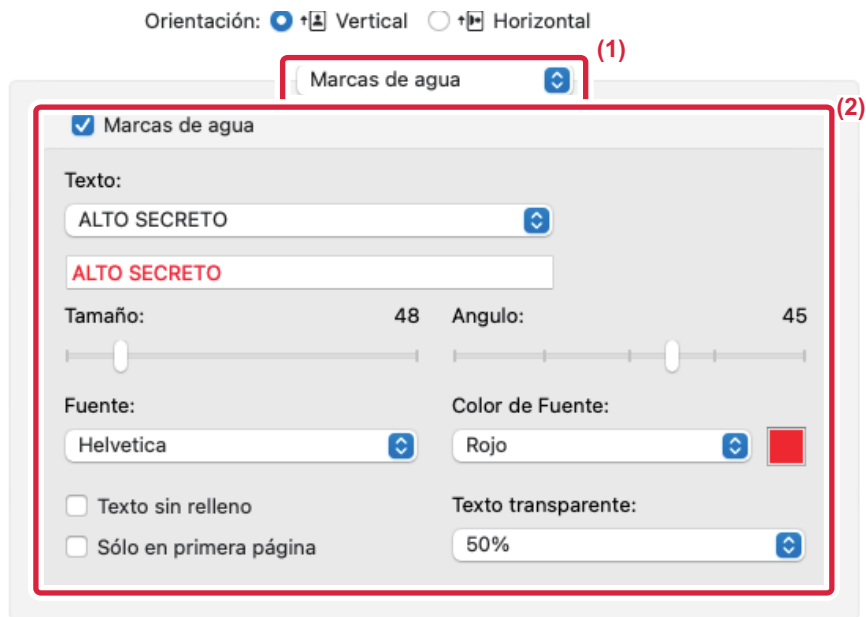 Orientación: Vertical Horizontal
(1)
Marcas de agua
(2)
Marcas de agua
Texto:
ALTO SECRETO
ALTO SECRETO
Tamaño: 48 Angulo: 45
Fuente: Color de Fuente:
Helvetica Rojo
Texto sin relleno Texto transparente:
Sólo en primera página 50%